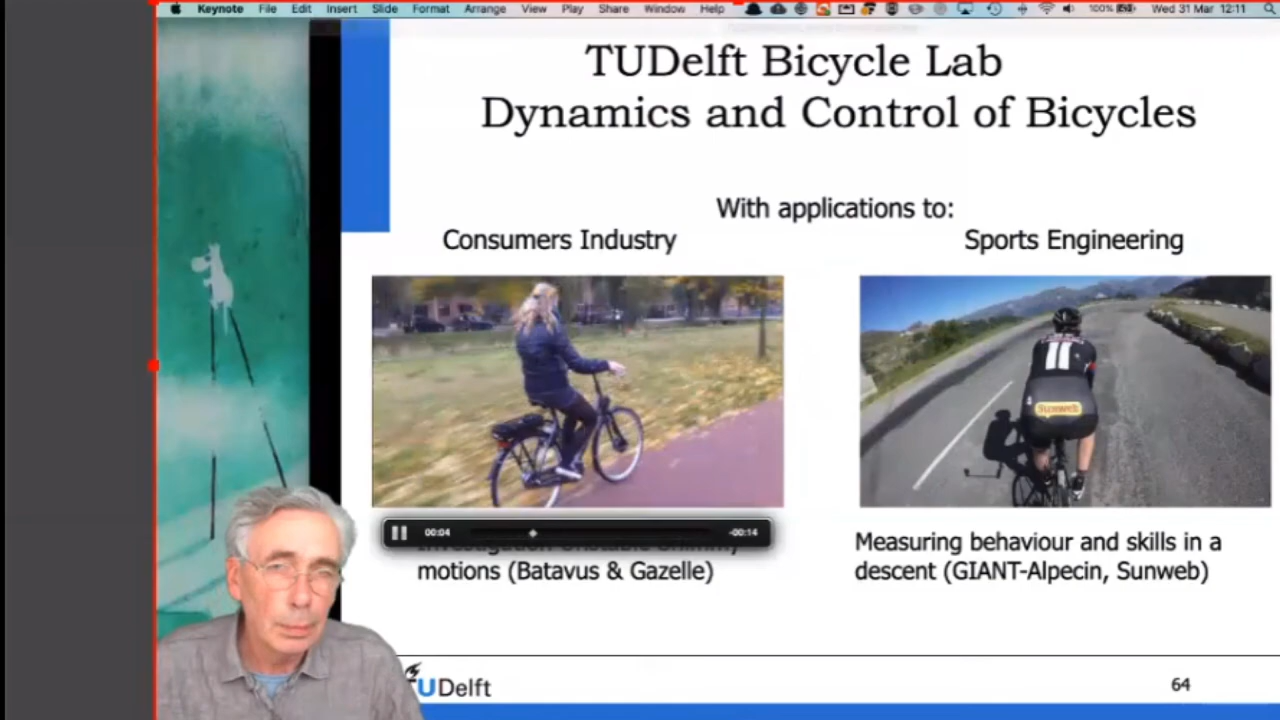 Keynote File Edit Insert Slide Format Arrange View Play Share Window Help 100% Wed 31 Mar 12:11
TUDelft Bicycle Lab
Dynamics and Control of Bicycles
With applications to:
Consumers Industry
Sports Engineering
Sunweb
00:04 -00:14
motions (Batavus & Gazelle)
Measuring behaviour and skills in a
descent (GIANT-Alpecin, Sunweb)
TUDelft
64